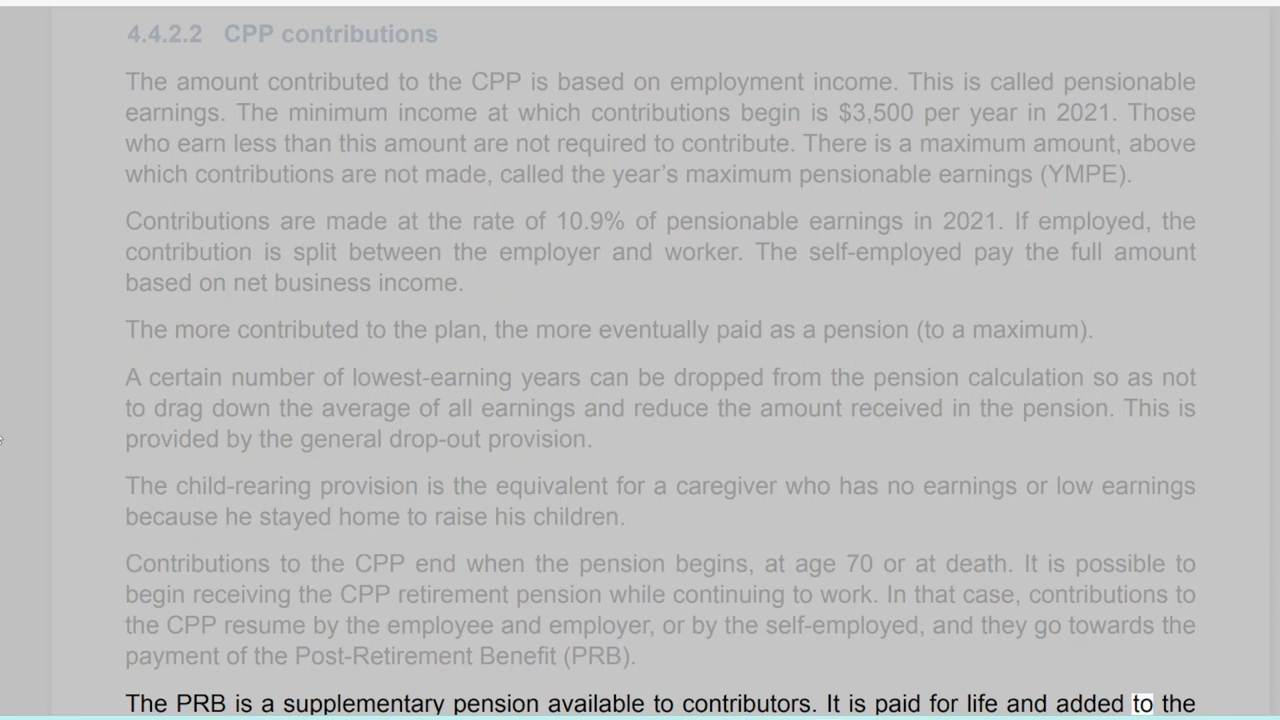 4.4.2.2 CPP contributions
The amount contributed to the CPP is based on employment income. This is called pensionable
earnings. The minimum income at which contributions begin is $3,500 per year in 2021. Those
who earn less than this amount are not required to contribute. There is a maximum amount, above
which contributions are not made, called the year's maximum pensionable earnings (YMPE).
Contributions are made at the rate of 10.9% of pensionable earnings in 2021. If employed, the
contribution is split between the employer and worker. The self-employed pay the full amount
based on net business income.
The more contributed to the plan, the more eventually paid as a pension (to a maximum).
A certain number of lowest-earning years can be dropped from the pension calculation so as not
to drag down the average of all earnings and reduce the amount received in the pension. This is
provided by the general drop-out provision.
The child-rearing provision is the equivalent for a caregiver who has no earnings or low earnings
because he stayed home to raise his children.
Contributions to the CPP end when the pension begins, at age 70 or at death. It is possible to
begin receiving the CPP retirement pension while continuing to work. In that case, contributions to
the CPP resume by the employee and employer, or by the self-employed, and they go towards the
payment of the Post-Retirement Benefit (PRB).
The PRB is a supplementary pension available to contributors. It is paid for life and added to the